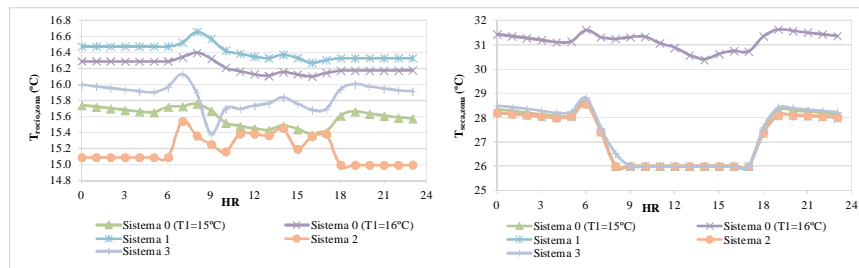 16.8
16.6
16.4
16.2
16.0
15.8
15.6
15.4
15.2
15.0
14.8
T rocio,zona (ºC)
0 3 6 9 12 15 18 21 24
HR
Sistema 0 (T1=15ºC) Sistema 0 (T1=16ºC)
Sistema 1 Sistema 2
Sistema 3
32
31
30
29
28
27
26
25
T seca,zona (ºC)
0 3 6 9 12 15 18 21 24
HR
Sistema 0 (T1=15ºC) Sistema 0 (T1=16ºC)
Sistema 1 Sistema 2
Sistema 3